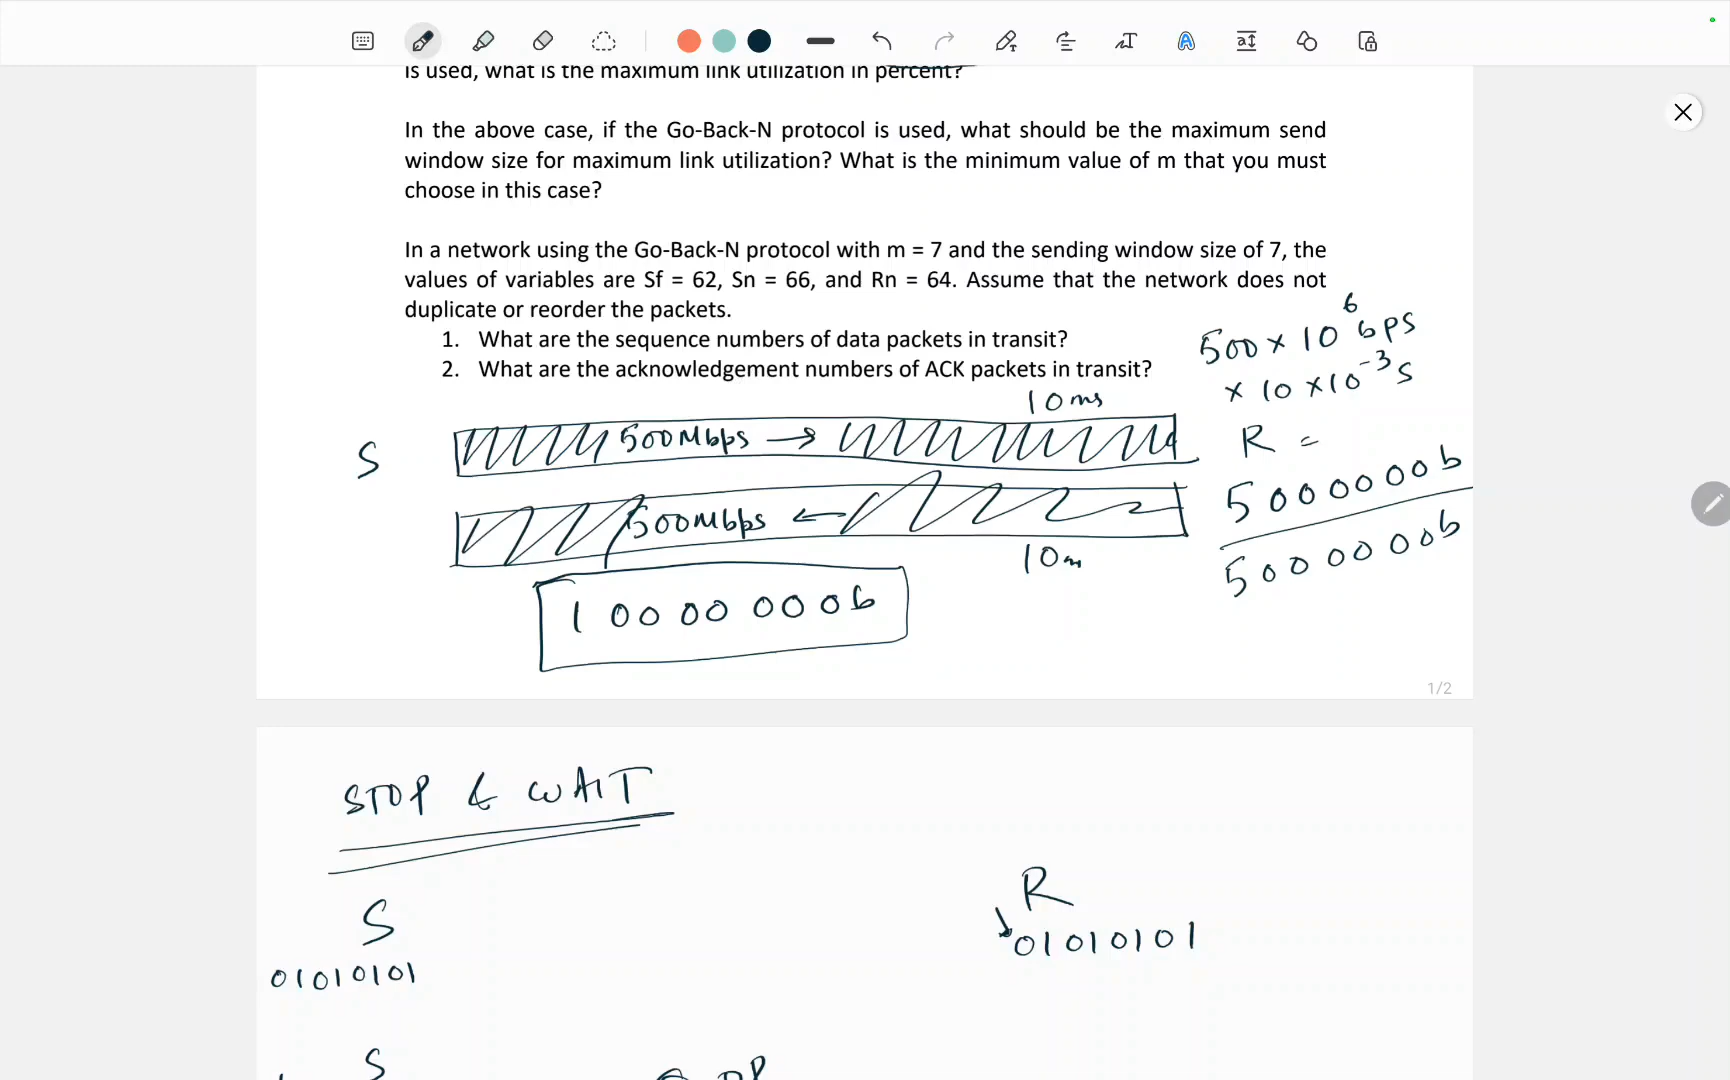 is used, what is the maximum link utilization in percent?
In the above case, if the Go-Back-N protocol is used, what should be the maximum send
window size for maximum link utilization? What is the minimum value of m that you must
choose in this case?
In a network using the Go-Back-N protocol with m = 7 and the sending window size of 7, the
values of variables are Sf = 62, Sn = 66, and Rn = 64. Assume that the network does not
duplicate or reorder the packets.
1. What are the sequence numbers of data packets in transit?
2. What are the acknowledgement numbers of ACK packets in transit?
500 × 10^6 bps
× 10 × 10^-3 s
10 ms
S
500 Mbps →
R =
5000000b
500Mbps ←
5000000b
10m
10000000b
1/2
STOP & WAIT
R
S
01010101
01010101
S